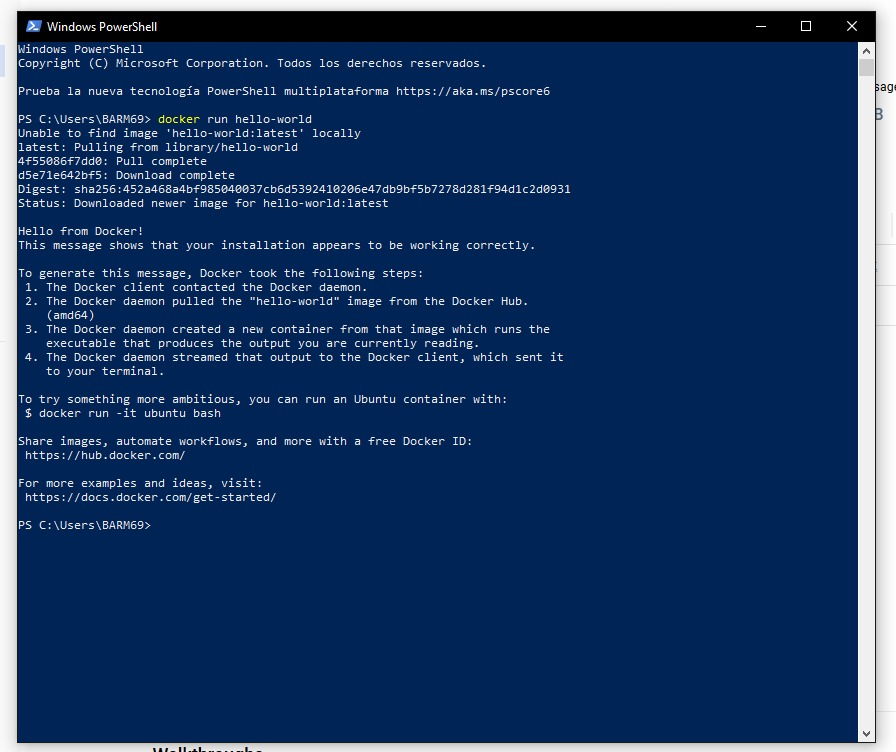 Windows PowerShell
Windows PowerShell
Copyright (C) Microsoft Corporation. Todos los derechos reservados.
Prueba la nueva tecnología PowerShell multiplataforma https://aka.ms/pscore6
PS C:\Users\BARM69> docker run hello-world
Unable to find image 'hello-world:latest' locally
latest: Pulling from library/hello-world
4f55086f7dd0: Pull complete
d5e71e642bf5: Download complete
Digest: sha256:452a468a4bf985040037cb6d5392410206e47db9bf5b7278d281f94d1c2d0931
Status: Downloaded newer image for hello-world:latest
Hello from Docker!
This message shows that your installation appears to be working correctly.
To generate this message, Docker took the following steps:
1. The Docker client contacted the Docker daemon.
2. The Docker daemon pulled the "hello-world" image from the Docker Hub.
(amd64)
3. The Docker daemon created a new container from that image which runs the
executable that produces the output you are currently reading.
4. The Docker daemon streamed that output to the Docker client, which sent it
to your terminal.
To try something more ambitious, you can run an Ubuntu container with:
$ docker run -it ubuntu bash
Share images, automate workflows, and more with a free Docker ID:
https://hub.docker.com/
For more examples and ideas, visit:
https://docs.docker.com/get-started/
PS C:\Users\BARM69>